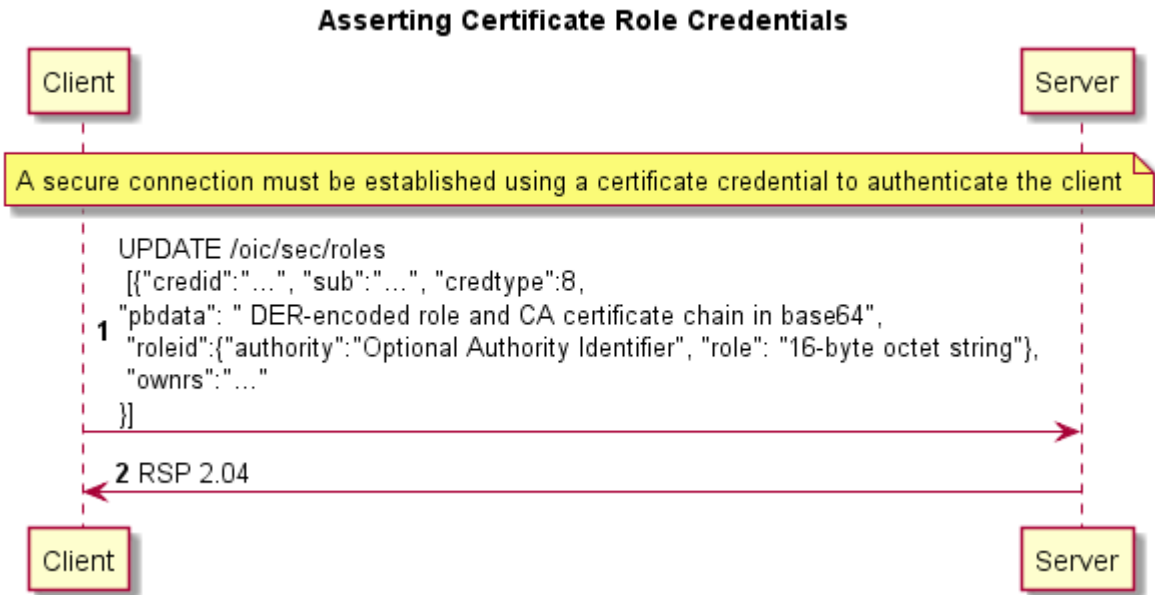 Asserting Certificate Role Credentials
Client
Server
A secure connection must be established using a certificate credential to authenticate the client
UPDATE /oic/sec/roles
[{"credid":"...", "sub":"...", "credtype":8,
"pbdata": " DER-encoded role and CA certificate chain in base64",
1 "roleid":{"authority":"Optional Authority Identifier", "role": "16-byte octet string"},
"ownrs":"..."
}]
2 RSP 2.04
Client
Server